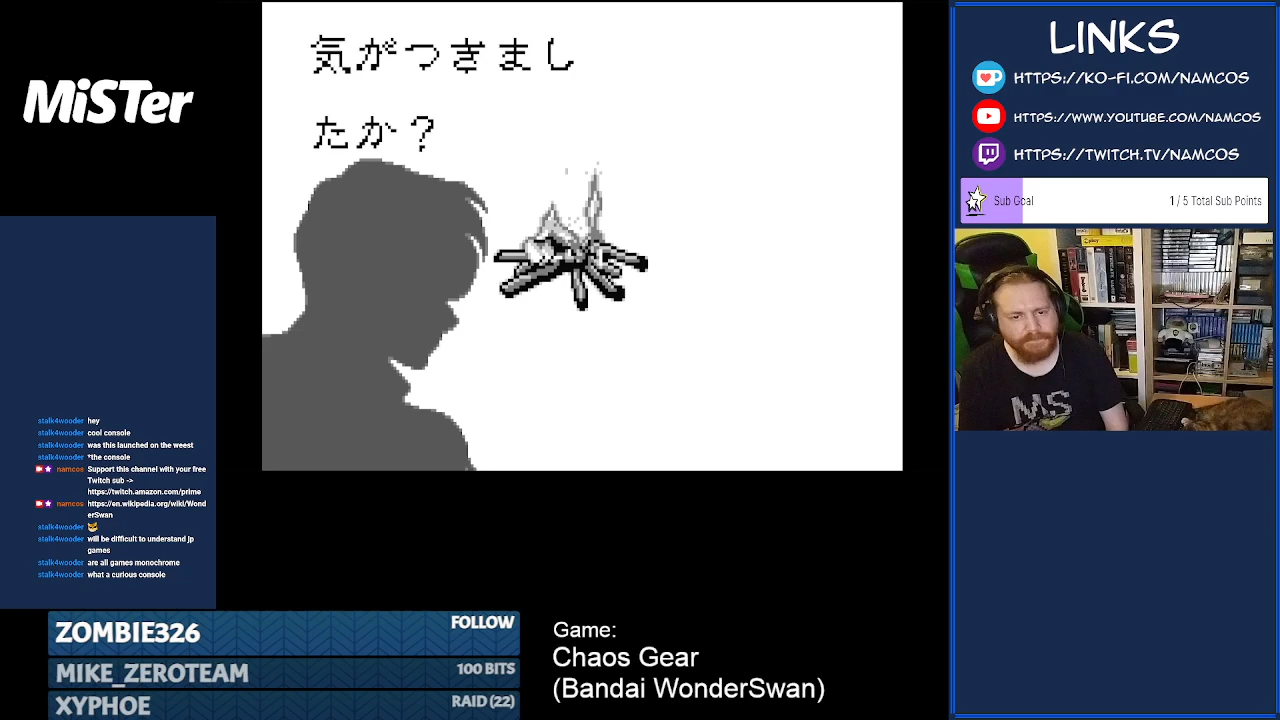 気がつぎまし
たか？
MiSTer
LINKS
HTTPS://KO-FI.COM/NAMCOS
HTTPS://WWW.YOUTUBE.COM/NAMCOS
HTTPS://TWITCH.TV/NAMCOS
Sub Goal
1 / 5 Total Sub Points
MS
stalk4wooder hey
stalk4wooder cool console
stalk4wooder was this launched on the weest
stalk4wooder *the console
namcos Support this channel with your free
Twitch sub ->
https://twitch.amazon.com/prime
namcos https://en.wikipedia.org/wiki/Wond
erSwan
stalk4wooder
stalk4wooder will be difficult to understand jp
games
stalk4wooder are all games monochrome
stalk4wooder what a curious console
ZOMBIE326 FOLLOW
MIKE_ZEROTEAM 100 BITS
XYPHOE RAID (22)
Game:
Chaos Gear
(Bandai WonderSwan)